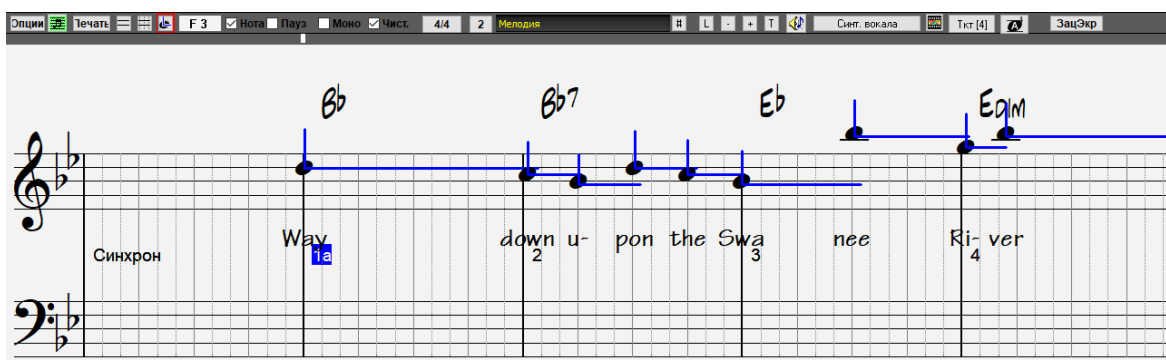 Опции Печать F 3 Нота Пауз Моно Чист. 4/4 2 Мелодия # L - + T Синт. вокала Ткт [4] A ЗацЭкр
Bb Bb7 Eb EDIM
Way down u- pon the Swa nee Ri- ver
Синхрон 1a 2 3 4